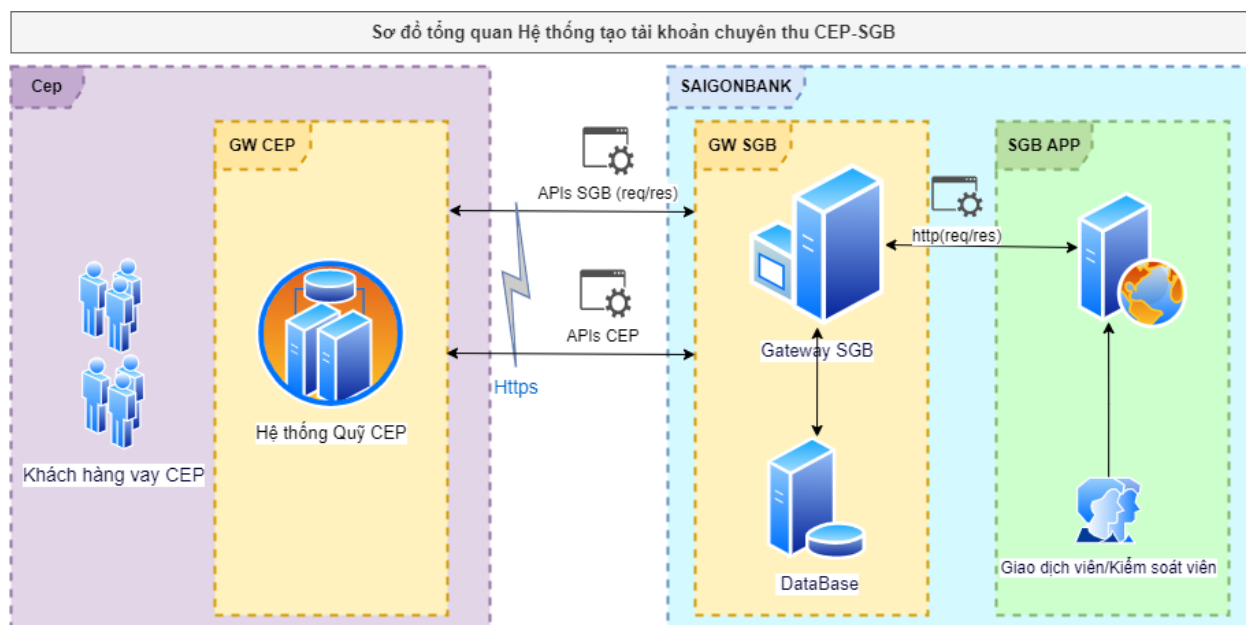 Sơ đồ tổng quan Hệ thống tạo tài khoản chuyên thu CEP-SGB
Cep
SAIGONBANK
GW CEP
GW SGB
SGB APP
APIs SGB (req/res)
http(req/res)
APIs CEP
Gateway SGB
Https
Hệ thống Quỹ CEP
Khách hàng vay CEP
Giao dịch viên/Kiểm soát viên
DataBase